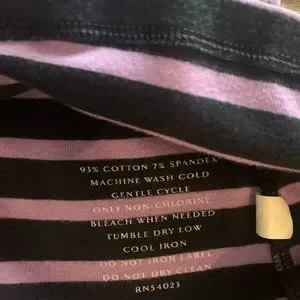 93% COTTON 7% SPANDEX
MACHINE WASH COLD
GENTLE CYCLE
ONLY NON-CHLORINE
BLEACH WHEN NEEDED
TUMBLE DRY LOW
COOL IRON
DO NOT IRON LABEL
DO NOT DRY CLEAN
RN54023